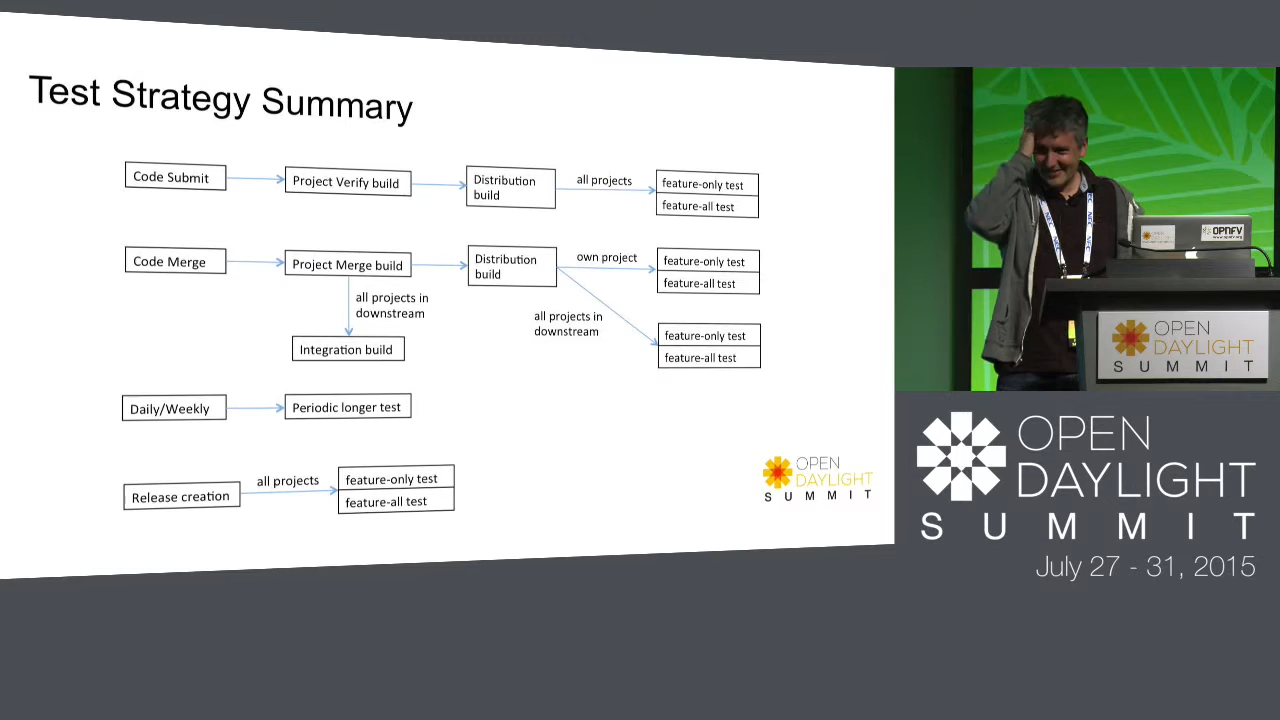 Test Strategy Summary
Code Submit
Project Verify build
Distribution
build
all projects
feature-only test
feature-all test
Code Merge
Project Merge build
Distribution
build
own project
feature-only test
feature-all test
all projects in
downstream
all projects in
downstream
feature-only test
feature-all test
Integration build
Daily/Weekly
Periodic longer test
Release creation
all projects
feature-only test
feature-all test
OPEN
DAYLIGHT
SUMMIT
OPNFV
OPEN
DAYLIGHT
SUMMIT
OPEN
DAYLIGHT
SUMMIT
July 27 - 31, 2015